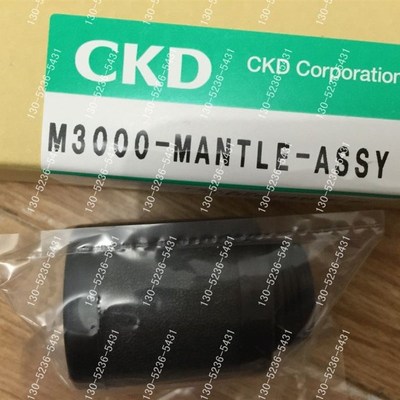 CKD
CKD Corporation
M3000-MANTLE-ASSY
130-5236-5431